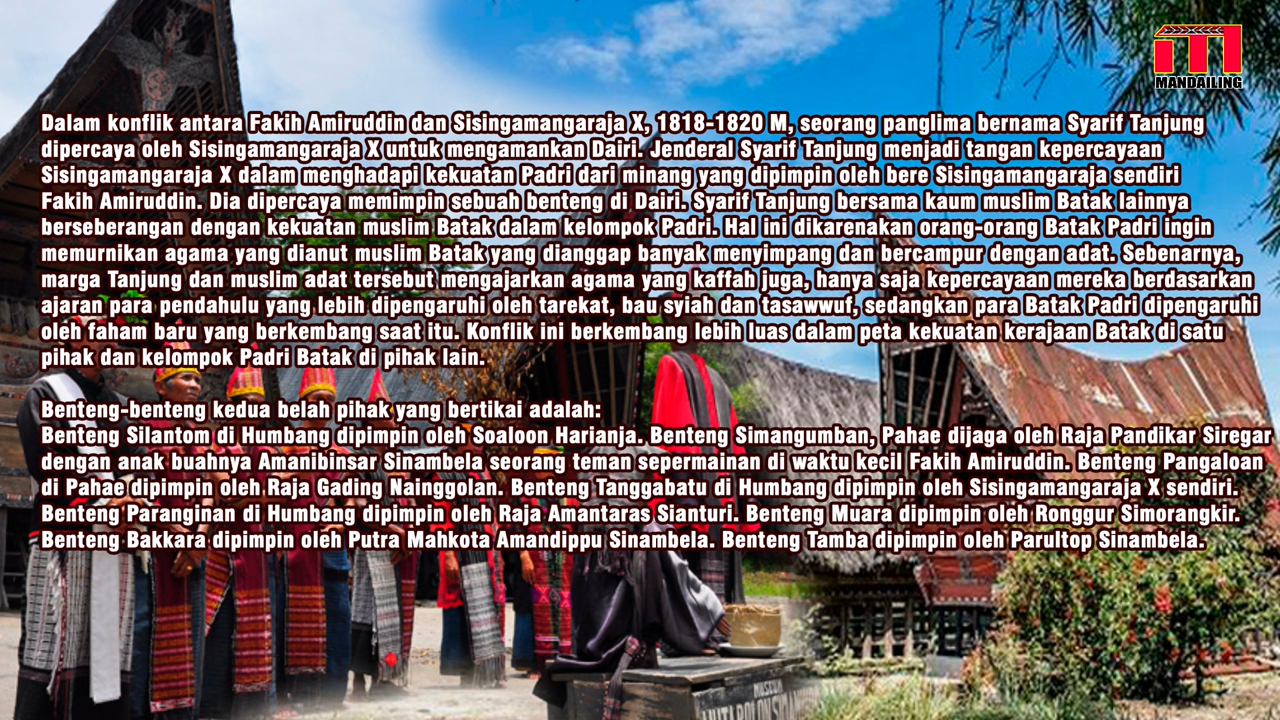 MANDAILING
Dalam konflik antara Fakih Amiruddin dan Sisingamangaraja X, 1818-1820 M, seorang panglima bernama Syarif Tanjung
dipercaya oleh Sisingamangaraja X untuk mengamankan Dairi. Jenderal Syarif Tanjung menjadi tangan kepercayaan
Sisingamangaraja X dalam menghadapi kekuatan Padri dari minang yang dipimpin oleh bere Sisingamangaraja sendiri
Fakih Amiruddin. Dia dipercaya memimpin sebuah benteng di Dairi. Syarif Tanjung bersama kaum muslim Batak lainnya
berseberangan dengan kekuatan muslim Batak dalam kelompok Padri. Hal ini dikarenakan orang-orang Batak Padri ingin
memurnikan agama yang dianut muslim Batak yang dianggap banyak menyimpang dan bercampur dengan adat. Sebenarnya,
marga Tanjung dan muslim adat tersebut mengajarkan agama yang kaffah juga, hanya saja kepercayaan mereka berdasarkan
ajaran para pendahulu yang lebih dipengaruhi oleh tarekat, bau syiah dan tasawwuf, sedangkan para Batak Padri dipengaruhi
oleh faham baru yang berkembang saat itu. Konflik ini berkembang lebih luas dalam peta kekuatan kerajaan Batak di satu
pihak dan kelompok Padri Batak di pihak lain.
Benteng-benteng kedua belah pihak yang bertikai adalah:
Benteng Silantom di Humbang dipimpin oleh Soaloon Harianja. Benteng Simangumban, Pahae dijaga oleh Raja Pandikar Siregar
dengan anak buahnya Amanibinsar Sinambela seorang teman sepermainan di waktu kecil Fakih Amiruddin. Benteng Pangaloan
di Pahae dipimpin oleh Raja Gading Nainggolan. Benteng Tanggabatu di Humbang dipimpin oleh Sisingamangaraja X sendiri.
Benteng Paranginan di Humbang dipimpin oleh Raja Amantaras Sianturi. Benteng Muara dipimpin oleh Ronggur Simorangkir.
Benteng Bakkara dipimpin oleh Putra Mahkota Amandippu Sinambela. Benteng Tamba dipimpin oleh Parultop Sinambela.
MUSEUM